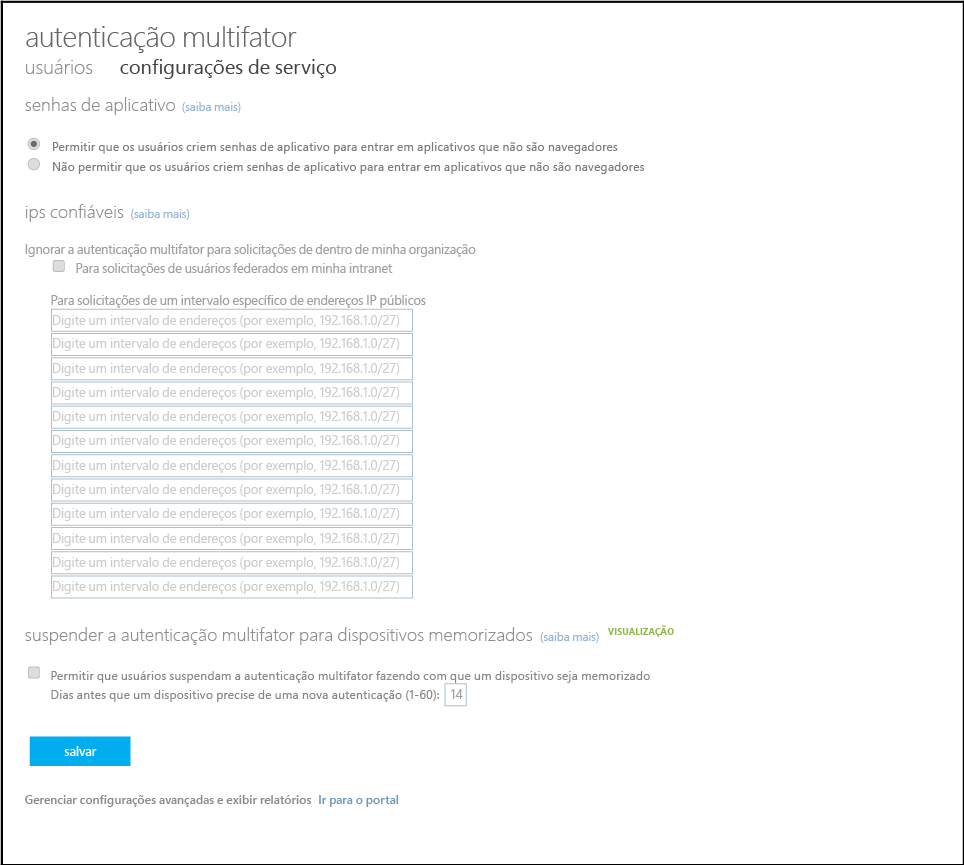 autenticação multifator
usuários configurações de serviço
senhas de aplicativo (saiba mais)
Permitir que os usuários criem senhas de aplicativo para entrar em aplicativos que não são navegadores
Não permitir que os usuários criem senhas de aplicativo para entrar em aplicativos que não são navegadores
ips confiáveis (saiba mais)
Ignorar a autenticação multifator para solicitações de dentro de minha organização
Para solicitações de usuários federados em minha intranet
Para solicitações de um intervalo específico de endereços IP públicos
Digite um intervalo de endereços (por exemplo, 192.168.1.0/27)
Digite um intervalo de endereços (por exemplo, 192.168.1.0/27)
Digite um intervalo de endereços (por exemplo, 192.168.1.0/27)
Digite um intervalo de endereços (por exemplo, 192.168.1.0/27)
Digite um intervalo de endereços (por exemplo, 192.168.1.0/27)
Digite um intervalo de endereços (por exemplo, 192.168.1.0/27)
Digite um intervalo de endereços (por exemplo, 192.168.1.0/27)
Digite um intervalo de endereços (por exemplo, 192.168.1.0/27)
Digite um intervalo de endereços (por exemplo, 192.168.1.0/27)
Digite um intervalo de endereços (por exemplo, 192.168.1.0/27)
Digite um intervalo de endereços (por exemplo, 192.168.1.0/27)
Digite um intervalo de endereços (por exemplo, 192.168.1.0/27)
suspender a autenticação multifator para dispositivos memorizados (saiba mais) VISUALIZAÇÃO
Permitir que usuários suspendam a autenticação multifator fazendo com que um dispositivo seja memorizado
Dias antes que um dispositivo precise de uma nova autenticação (1-60): 14
salvar
Gerenciar configurações avançadas e exibir relatórios Ir para o portal